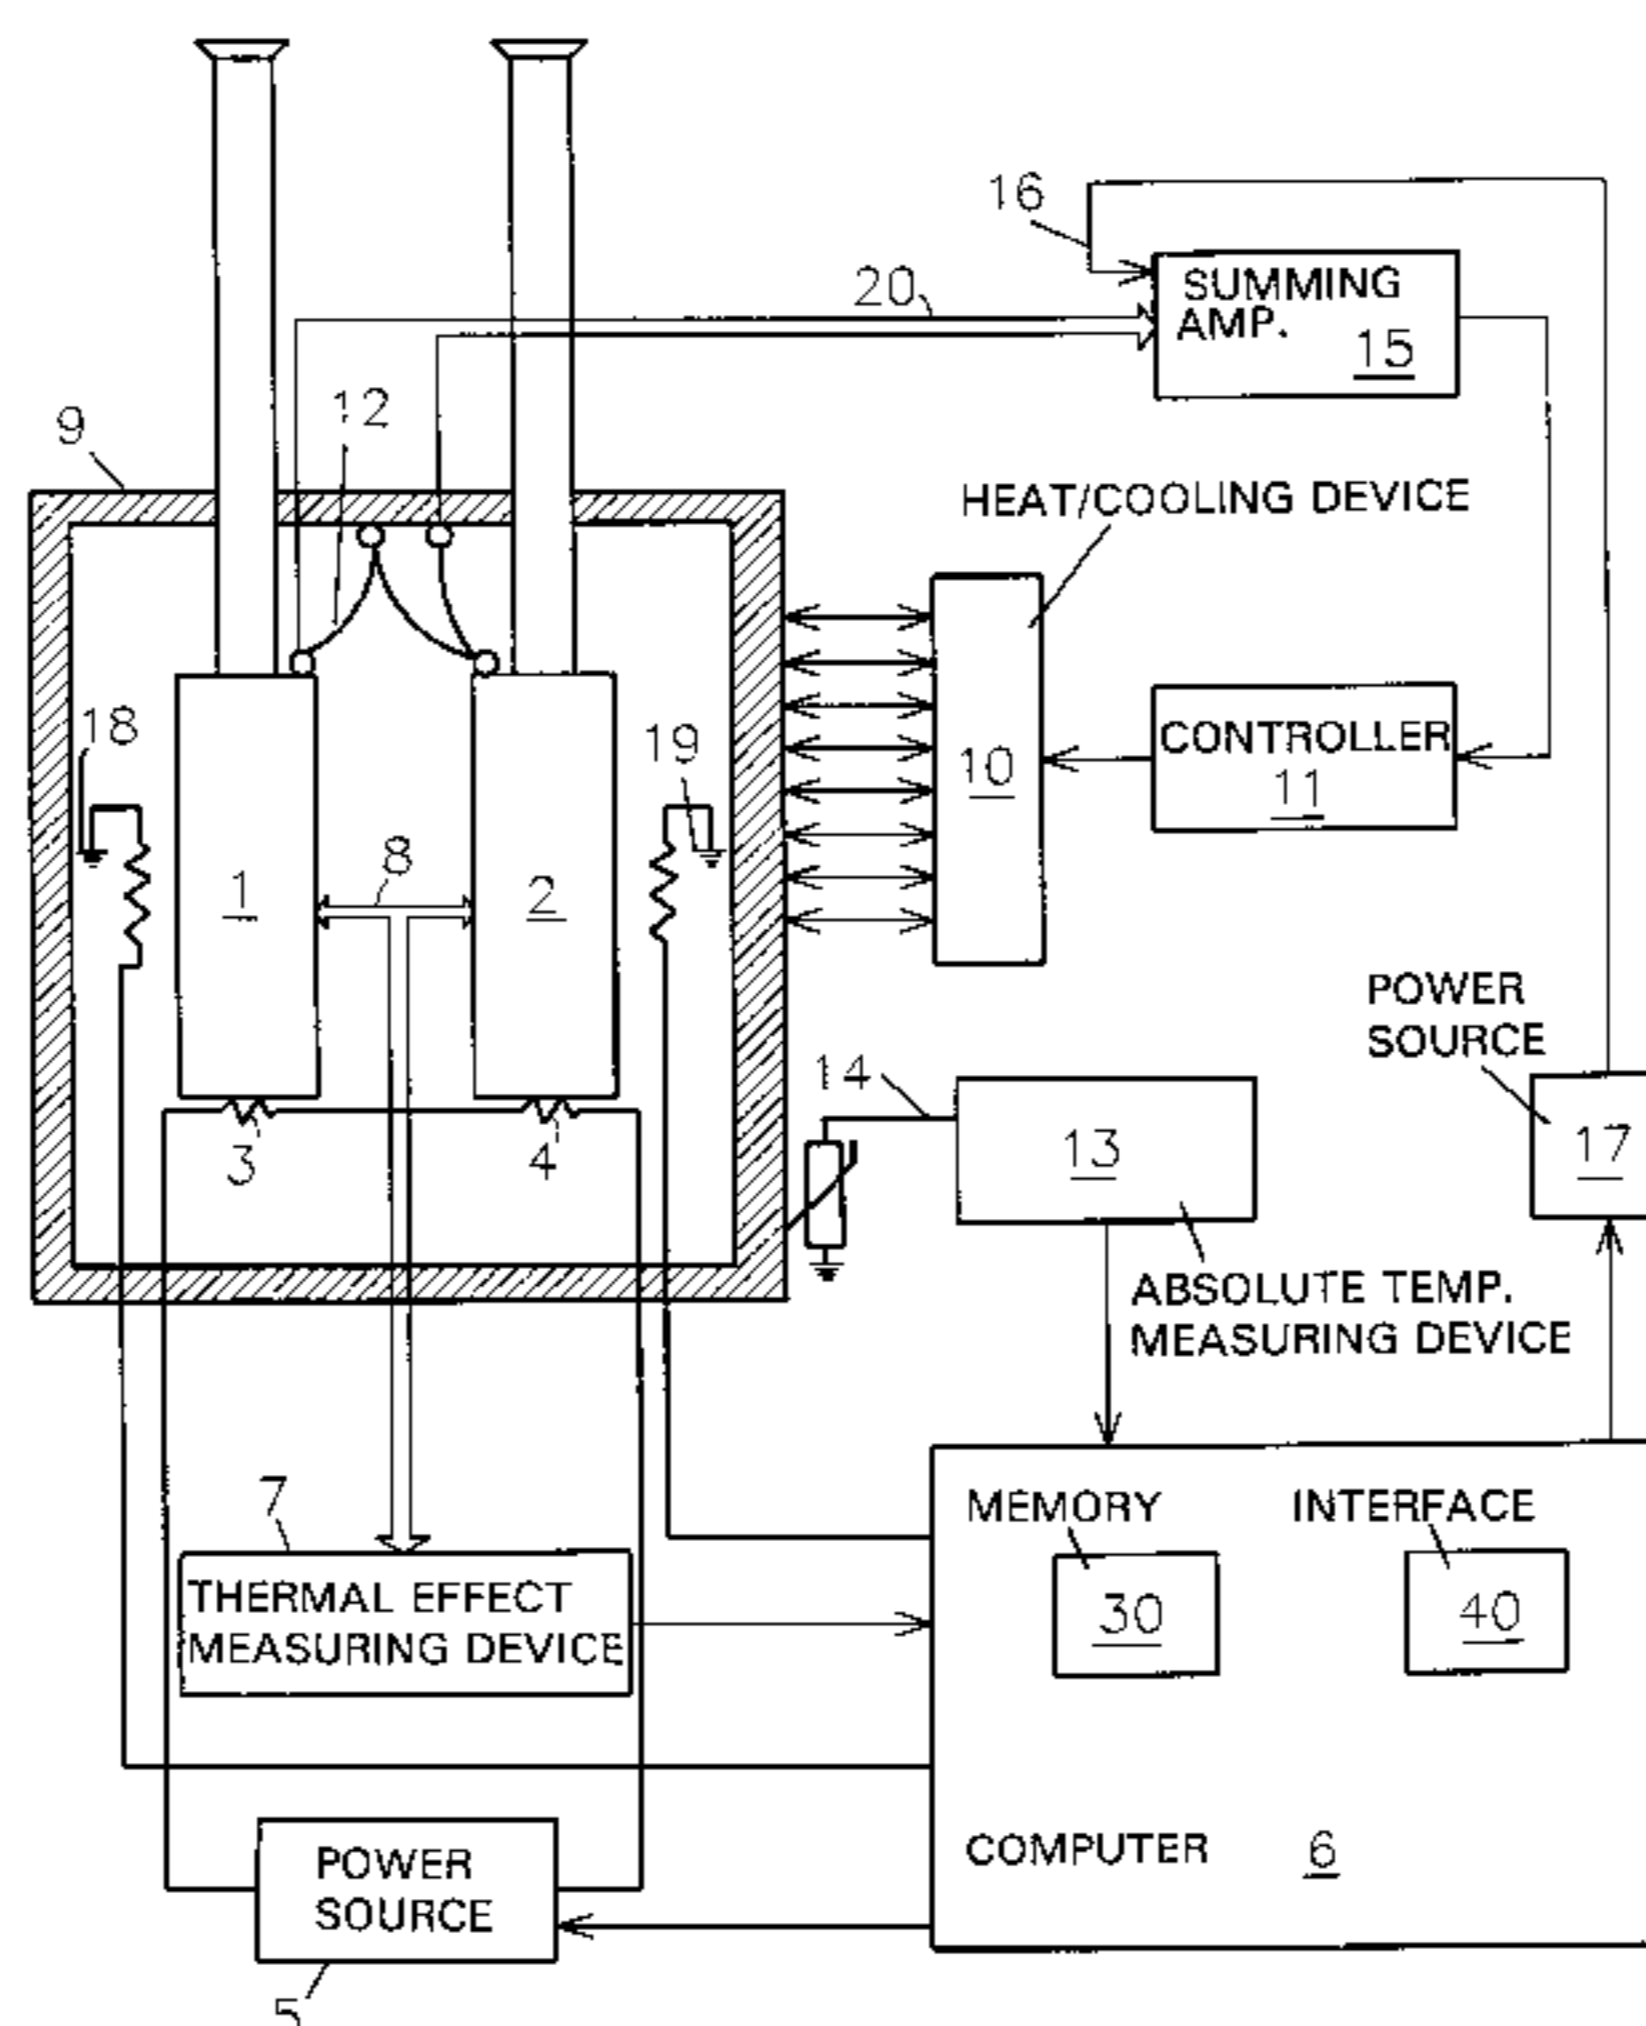 16
20
SUMMING
AMP.
15
12
9
HEAT/COOLING DEVICE
18
19
10
CONTROLLER
11
8
1
2
POWER
SOURCE
14
13
17
3
4
ABSOLUTE TEMP.
MEASURING DEVICE
7
MEMORY
INTERFACE
THERMAL EFFECT
MEASURING DEVICE
30
40
COMPUTER
6
POWER
SOURCE
5